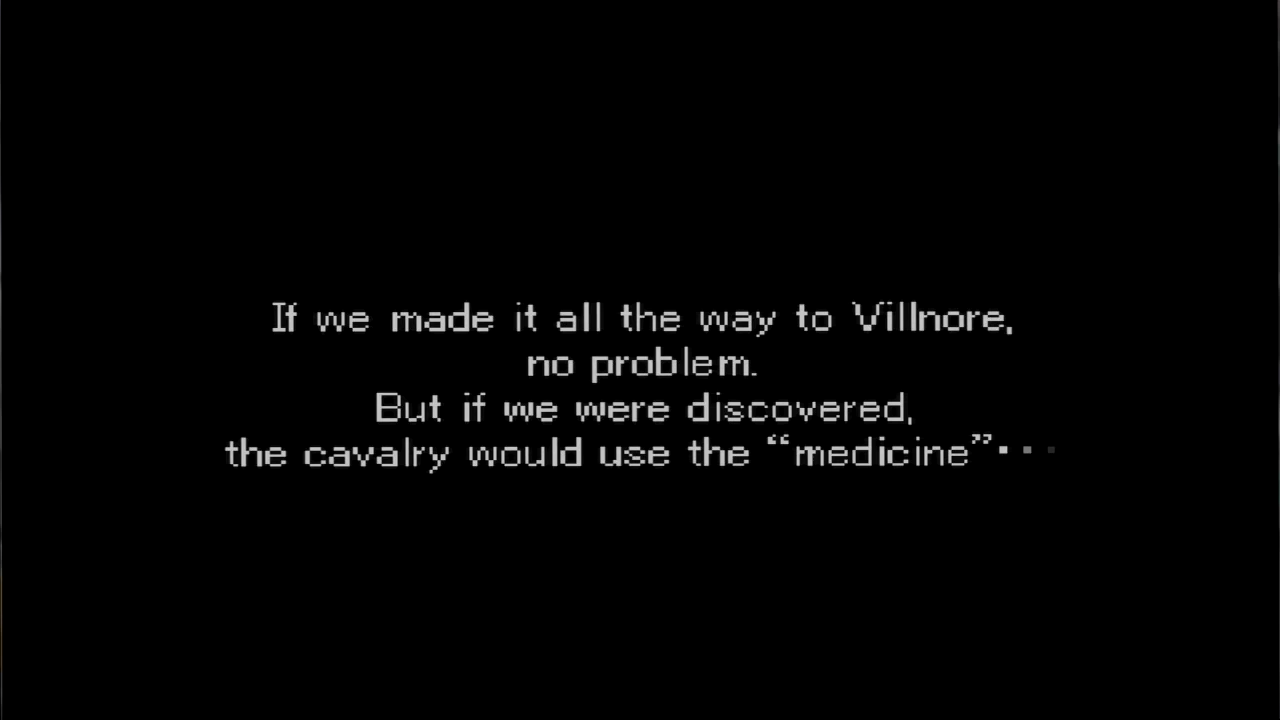 If we made it all the way to Villnore,
no problem.
But if we were discovered,
the cavalry would use the “medicine”···